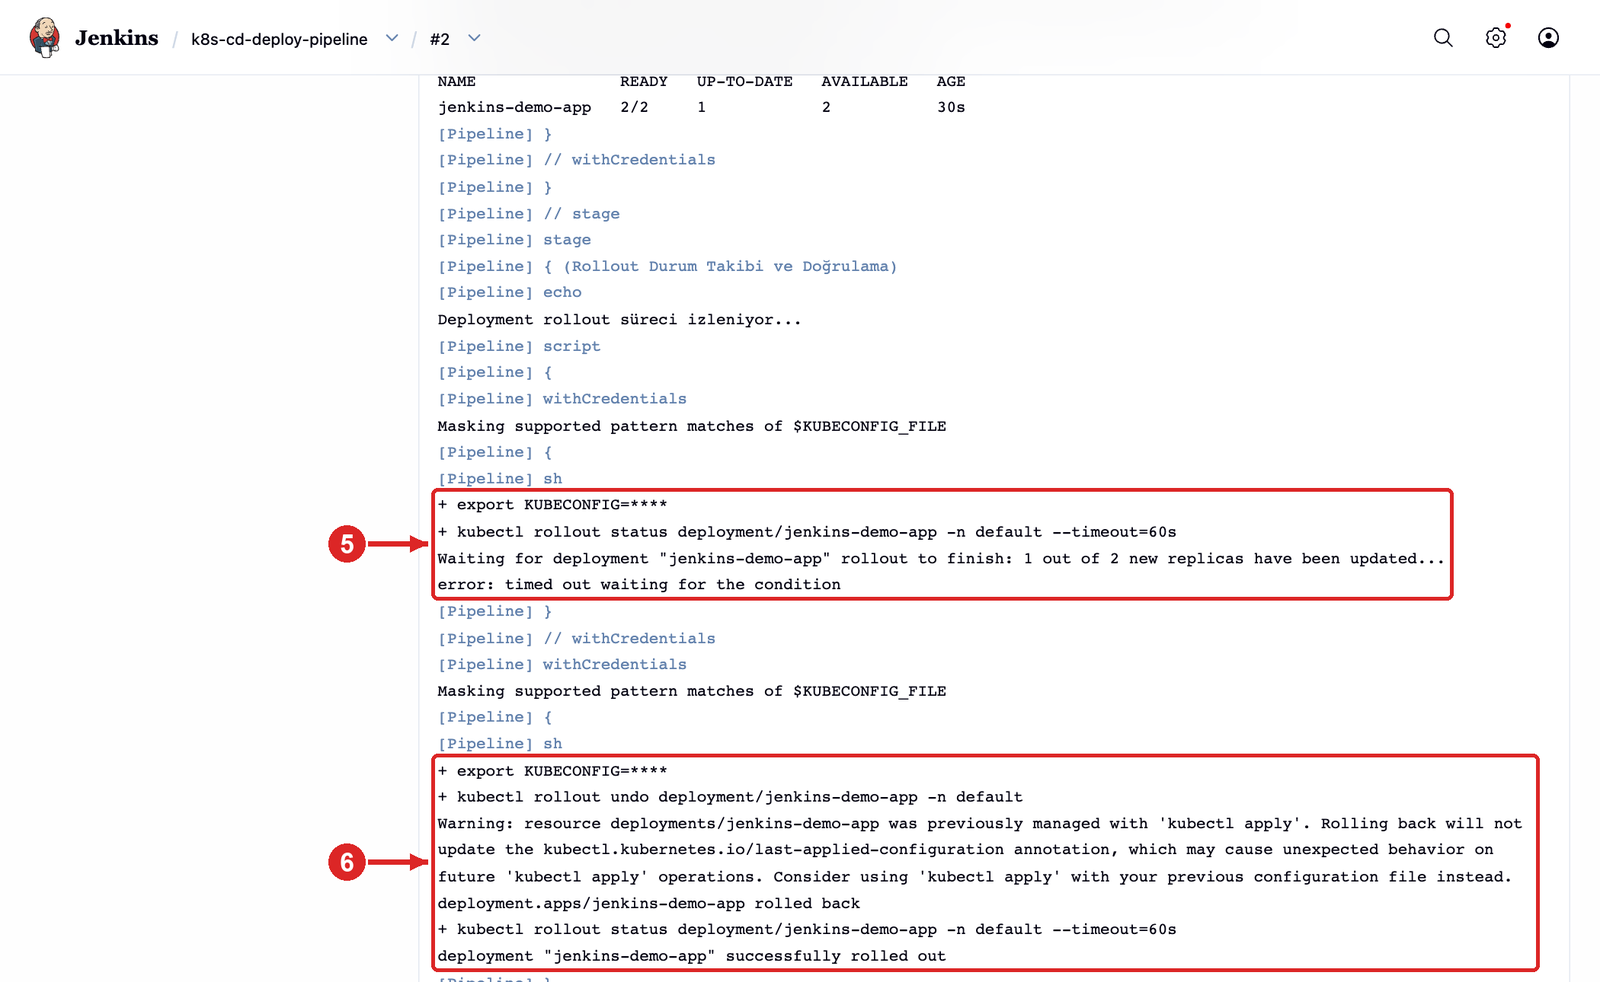 Jenkins / k8s-cd-deploy-pipeline / #2
NAME READY UP-TO-DATE AVAILABLE AGE
jenkins-demo-app 2/2 1 2 30s
[Pipeline] }
[Pipeline] // withCredentials
[Pipeline] }
[Pipeline] // stage
[Pipeline] stage
[Pipeline] { (Rollout Durum Takibi ve Doğrulama)
[Pipeline] echo
Deployment rollout süreci izleniyor...
[Pipeline] script
[Pipeline] {
[Pipeline] withCredentials
Masking supported pattern matches of $KUBECONFIG_FILE
[Pipeline] {
[Pipeline] sh
+ export KUBECONFIG=****
+ kubectl rollout status deployment/jenkins-demo-app -n default --timeout=60s
5
Waiting for deployment "jenkins-demo-app" rollout to finish: 1 out of 2 new replicas have been updated...
error: timed out waiting for the condition
[Pipeline] }
[Pipeline] // withCredentials
[Pipeline] withCredentials
Masking supported pattern matches of $KUBECONFIG_FILE
[Pipeline] {
[Pipeline] sh
+ export KUBECONFIG=****
+ kubectl rollout undo deployment/jenkins-demo-app -n default
Warning: resource deployments/jenkins-demo-app was previously managed with 'kubectl apply'. Rolling back will not
update the kubectl.kubernetes.io/last-applied-configuration annotation, which may cause unexpected behavior on
6
future 'kubectl apply' operations. Consider using 'kubectl apply' with your previous configuration file instead.
deployment.apps/jenkins-demo-app rolled back
+ kubectl rollout status deployment/jenkins-demo-app -n default --timeout=60s
deployment "jenkins-demo-app" successfully rolled out
[Pipeline] }